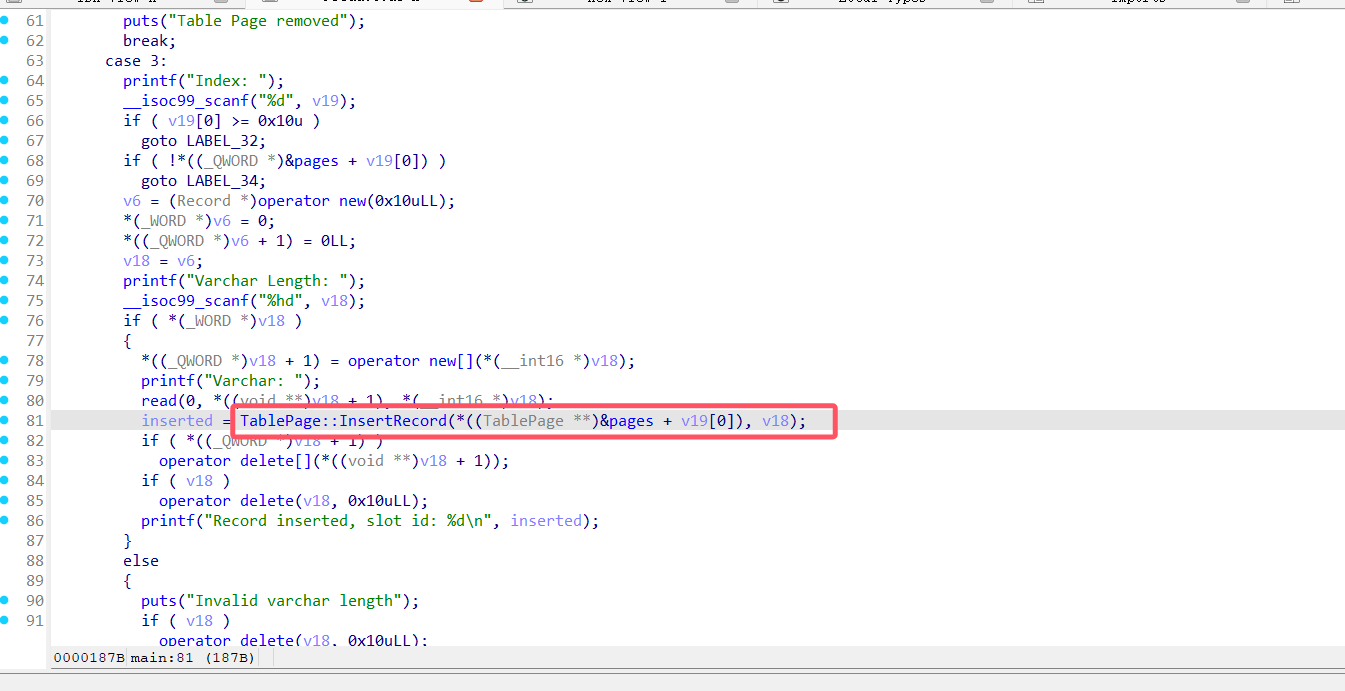 61 puts("Table Page removed");
62 break;
63 case 3:
64 printf("Index: ");
65 __isoc99_scanf("%d", v19);
66 if ( v19[0] >= 0x10u )
67 goto LABEL_32;
68 if ( !*((_QWORD *)&pages + v19[0]) )
69 goto LABEL_34;
70 v6 = (Record *)operator new(0x10uLL);
71 *(_WORD *)v6 = 0;
72 *((_QWORD *)v6 + 1) = 0LL;
73 v18 = v6;
74 printf("Varchar Length: ");
75 __isoc99_scanf("%hd", v18);
76 if ( *(_WORD *)v18 )
77 {
78 *((_QWORD *)v18 + 1) = operator new[](*(__int16 *)v18);
79 printf("Varchar: ");
80 read(0, *((void **)v18 + 1), *(__int16 *)v18);
81 inserted = TablePage::InsertRecord(*((TablePage **)&pages + v19[0]), v18);
82 if ( *((_QWORD *)v18 + 1) )
83 operator delete[](*((void **)v18 + 1));
84 if ( v18 )
85 operator delete(v18, 0x10uLL);
86 printf("Record inserted, slot id: %d\n", inserted);
87 }
88 else
89 {
90 puts("Invalid varchar length");
91 if ( v18 )
operator delete(v18, 0x10uLL);
0000187B main:81 (187B)